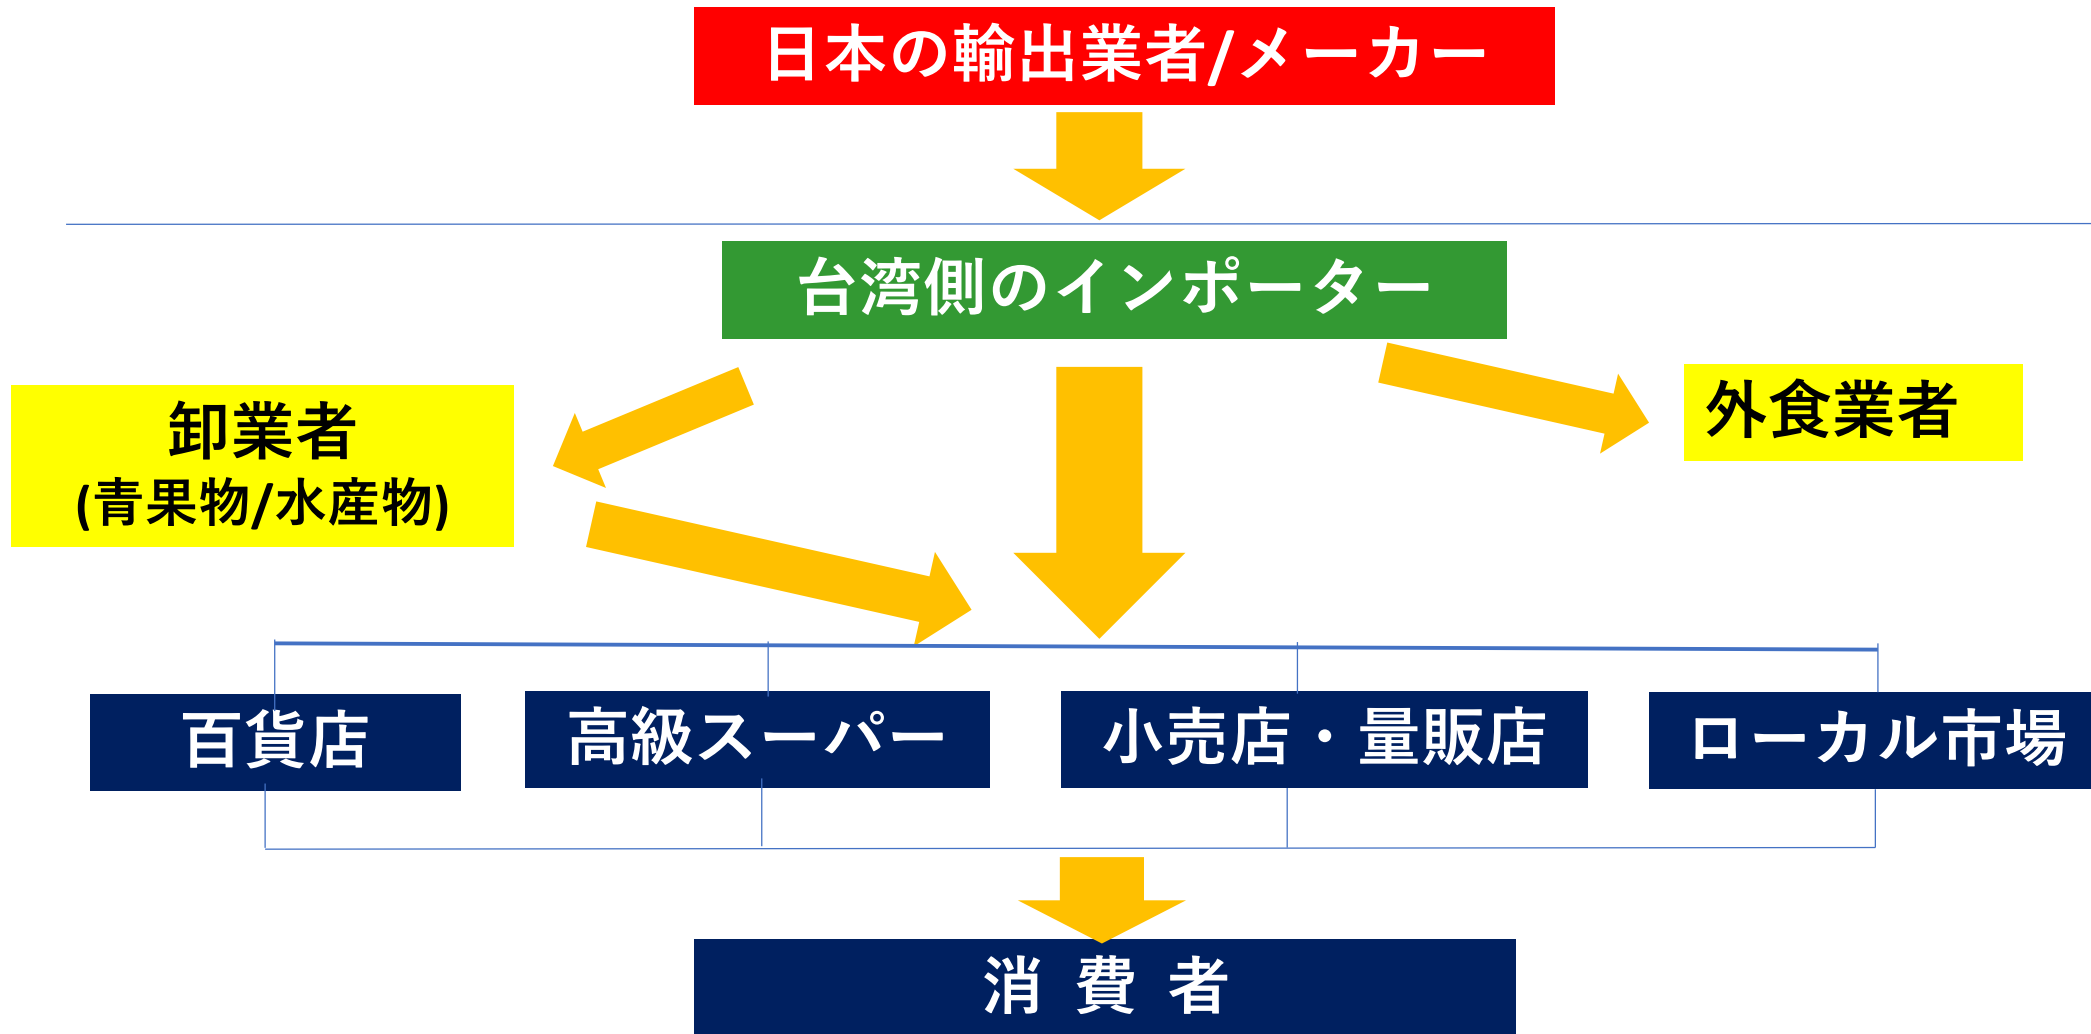 日本の輸出業者/メーカー
台湾側のインポーター
卸業者
(青果物/水産物)
外食業者
百貨店
高級スーパー
小売店・量販店
ローカル市場
消 費 者